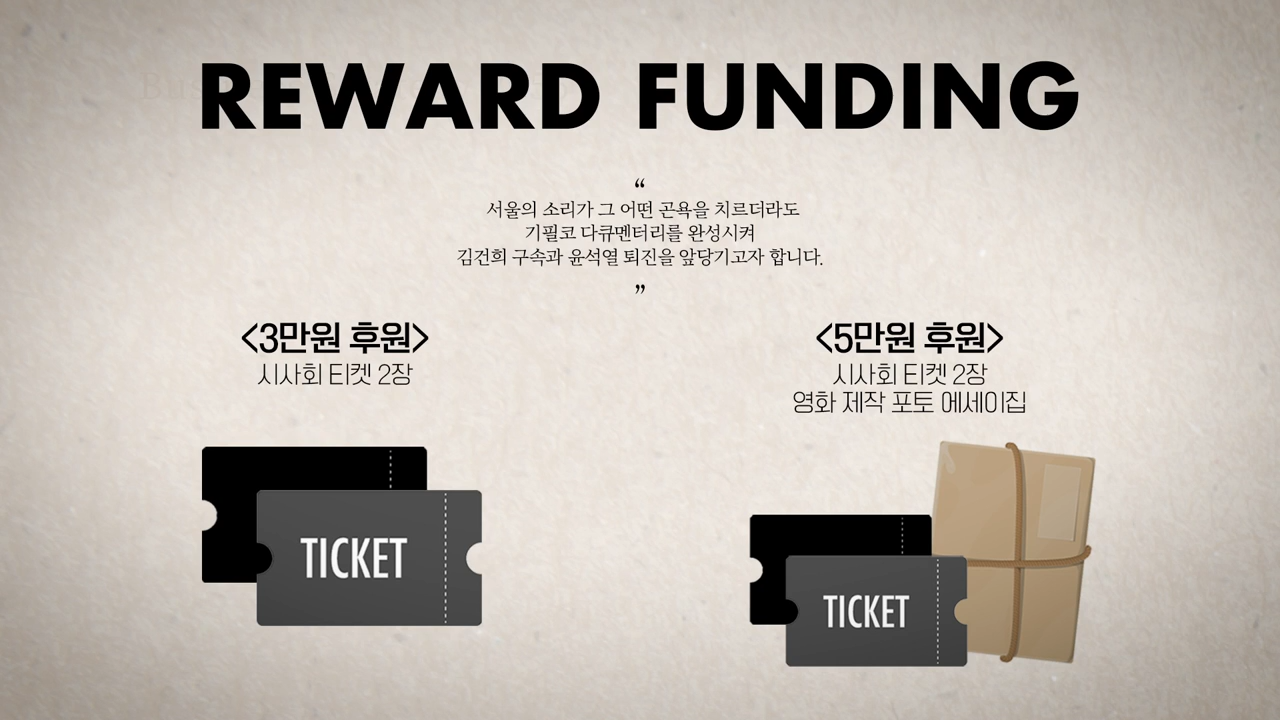 REWARD FUNDING
“
서울의 소리가 그 어떤 곤욕을 치르더라도
기필코 다큐멘터리를 완성시켜
김건희 구속과 윤석열 퇴진을 앞당기고자 합니다.
”
<3만원 후원>
시사회 티켓 2장
<5만원 후원>
시사회 티켓 2장
영화 제작 포토 에세이집
TICKET
TICKET